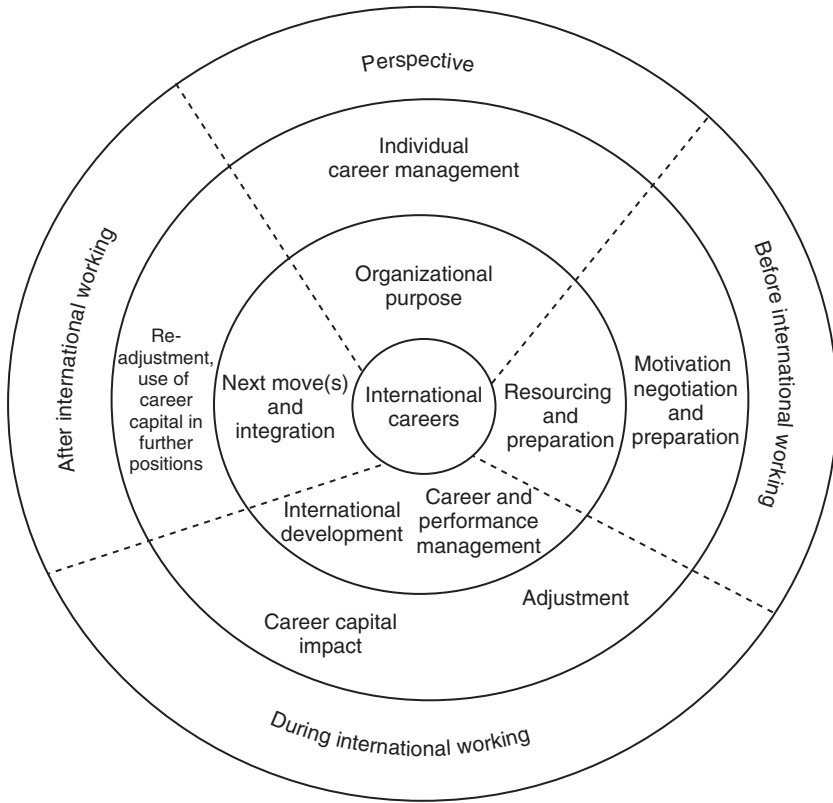 Perspective
Individual
career management
Organizational
purpose
International
careers
Before international working
Motivation
negotiation
and
preparation
Resourcing
and
preparation
During international working
Adjustment
Career capital
impact
Career and
performance
management
International
development
After international working
Re-
adjustment,
use of
career
capital in
further
positions
Next move(s)
and
integration